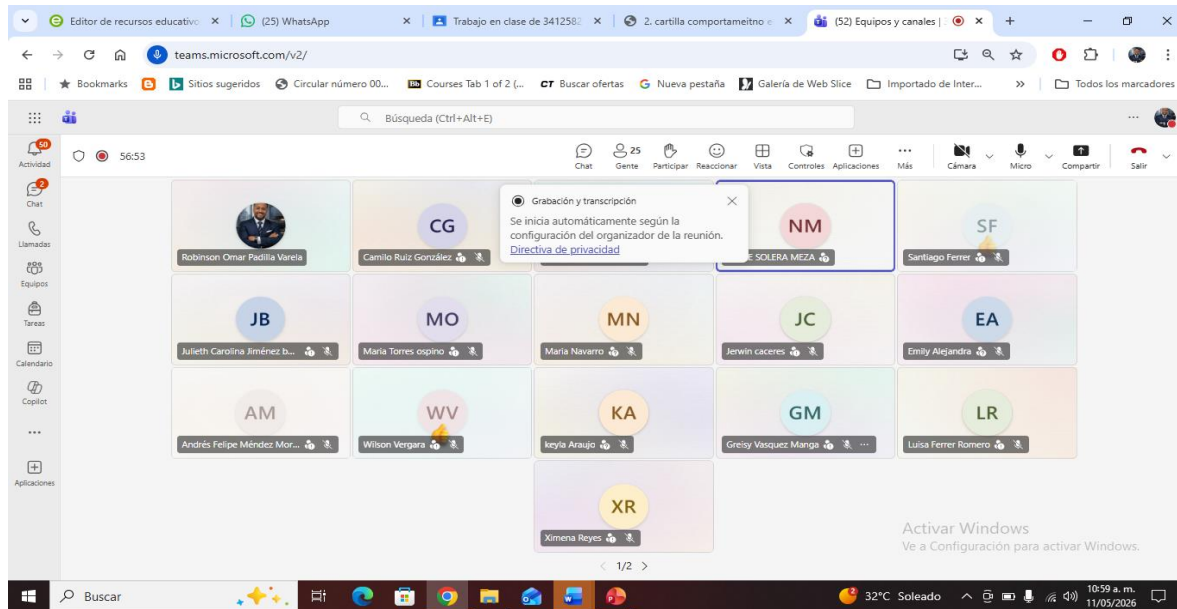 Editor de recursos educativo
(25) WhatsApp
Trabajo en clase de 3412582
2. cartilla comportameitno e
(52) Equipos y canales |
teams.microsoft.com/v2/
Bookmarks
Sitios sugeridos
Circular número 00...
Bb Courses Tab 1 of 2 (...
CT Buscar ofertas
Nueva pestaña
Galería de Web Slice
Importado de Inter...
Todos los marcadores
Búsqueda (Ctrl+Alt+E)
50
Actividad
2
Chat
Llamadas
Equipos
Tareas
Calendario
Copilot
Aplicaciones
56:53
Chat
25
Gente
Participar
Reaccionar
Vista
Controles
Aplicaciones
Más
Cámara
Micro
Compartir
Salir
Grabación y transcripción
Se inicia automáticamente según la
configuración del organizador de la reunión.
Directiva de privacidad
Robinson Omar Padilla Varela
CG
Camilo Ruiz González
NM
E SOLERA MEZA
SF
Santiago Ferrer
JB
Julieth Carolina Jiménez b...
MO
Maria Torres ospino
MN
Maria Navarro
JC
Jerwin caceres
EA
Emily Alejandra
AM
Andrés Felipe Méndez Mor...
WV
Wilson Vergara
KA
keyla Araujo
GM
Greisy Vasquez Manga
LR
Luisa Ferrer Romero
XR
Ximena Reyes
1/2
Activar Windows
Ve a Configuración para activar Windows.
Buscar
32°C Soleado
10:59 a. m.
11/05/2026